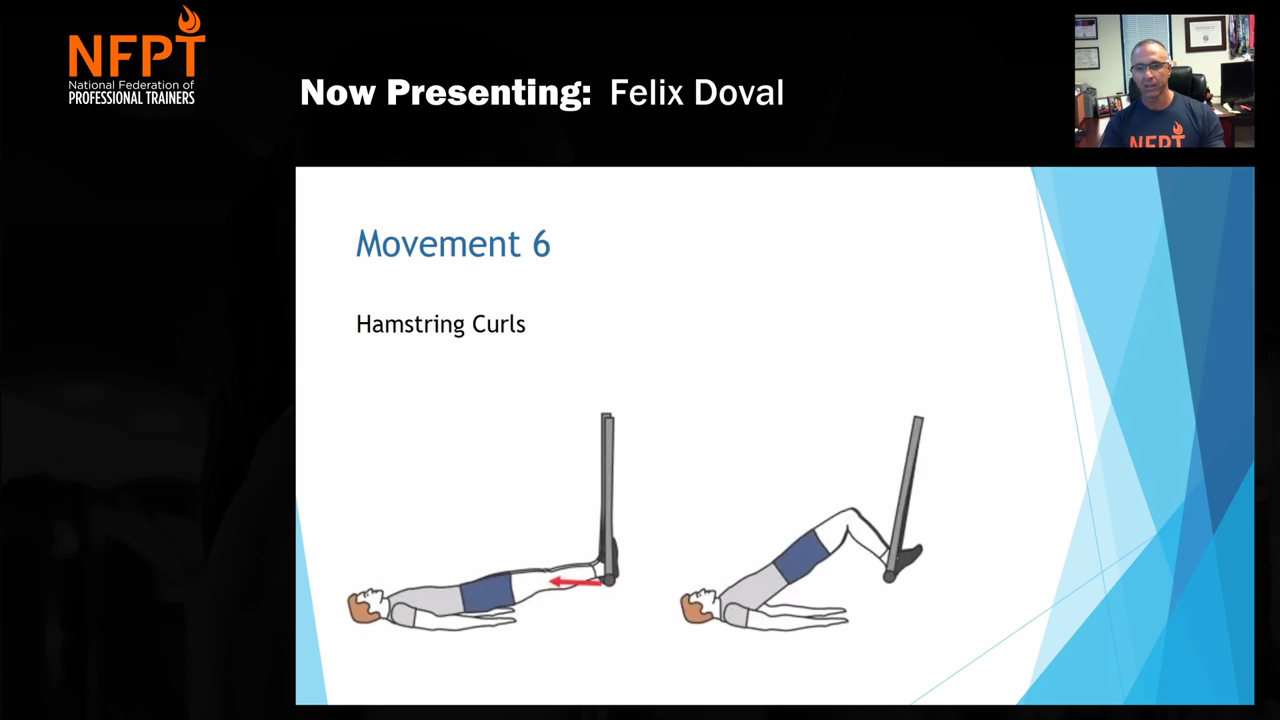 NFPT
National Federation of
PROFESSIONAL TRAINERS
Now Presenting: Felix Doval
NFPT
Movement 6
Hamstring Curls